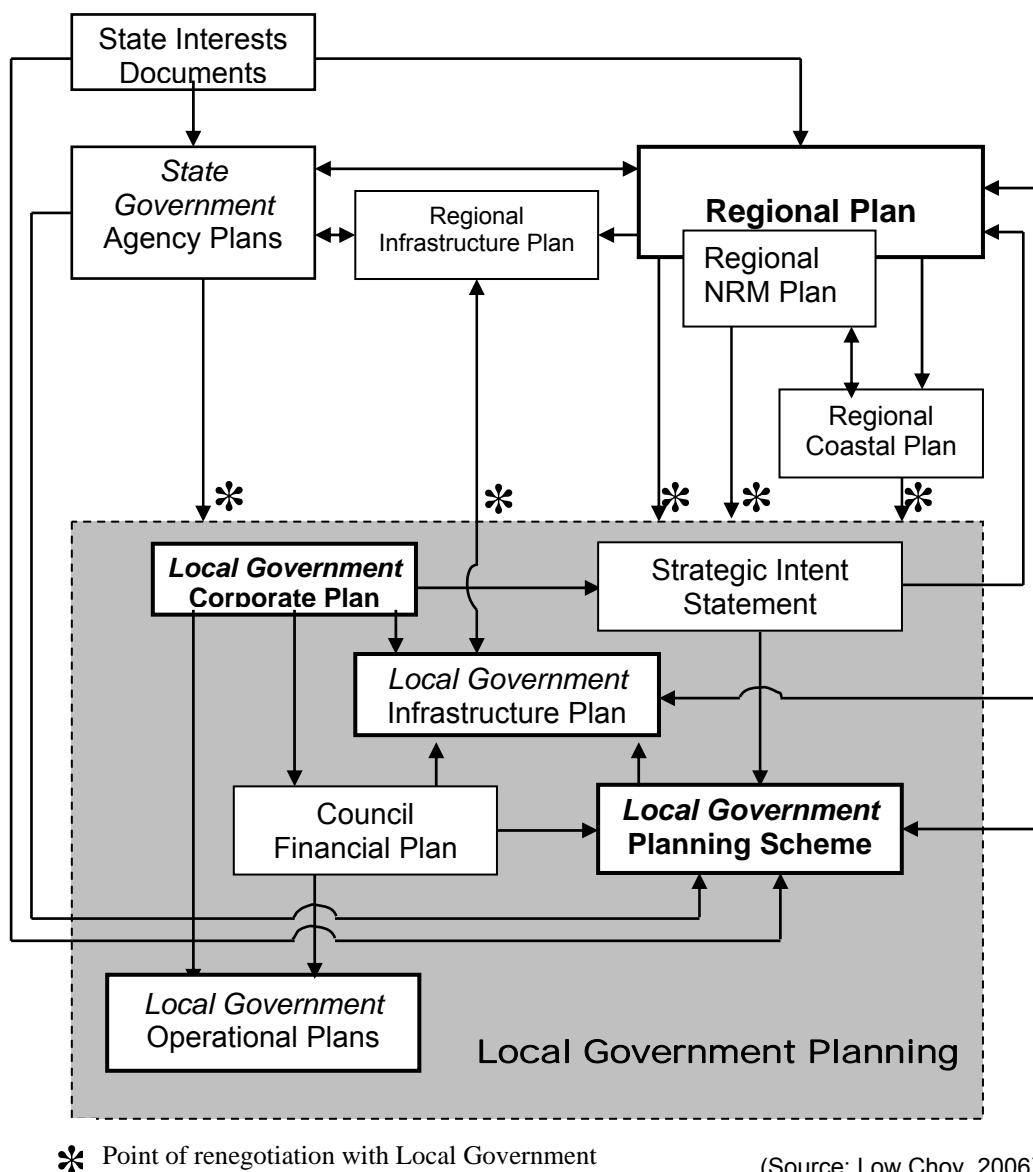 State Interests
Documents
State
Government
Agency Plans
Regional
Infrastructure Plan
Regional Plan
Regional
NRM Plan
Regional
Coastal Plan
*
*
*
*
*
Local Government
Corporate Plan
Strategic Intent
Statement
Local Government
Infrastructure Plan
Council
Financial Plan
Local Government
Planning Scheme
Local Government
Operational Plans
Local Government Planning
* Point of renegotiation with Local Government
(Source: Low Choy, 2006